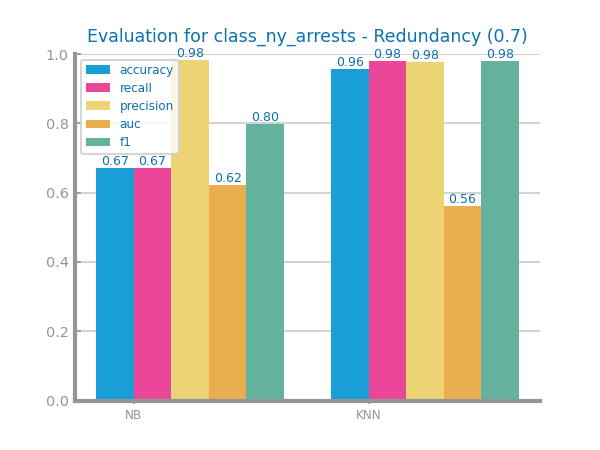 Evaluation for class_ny_arrests - Redundancy (0.7)
1.0
0.8
0.6
0.4
0.2
0.0
accuracy
recall
precision
auc
f1
0.67
0.67
0.98
0.62
0.80
0.96
0.98
0.98
0.56
0.98
NB
KNN